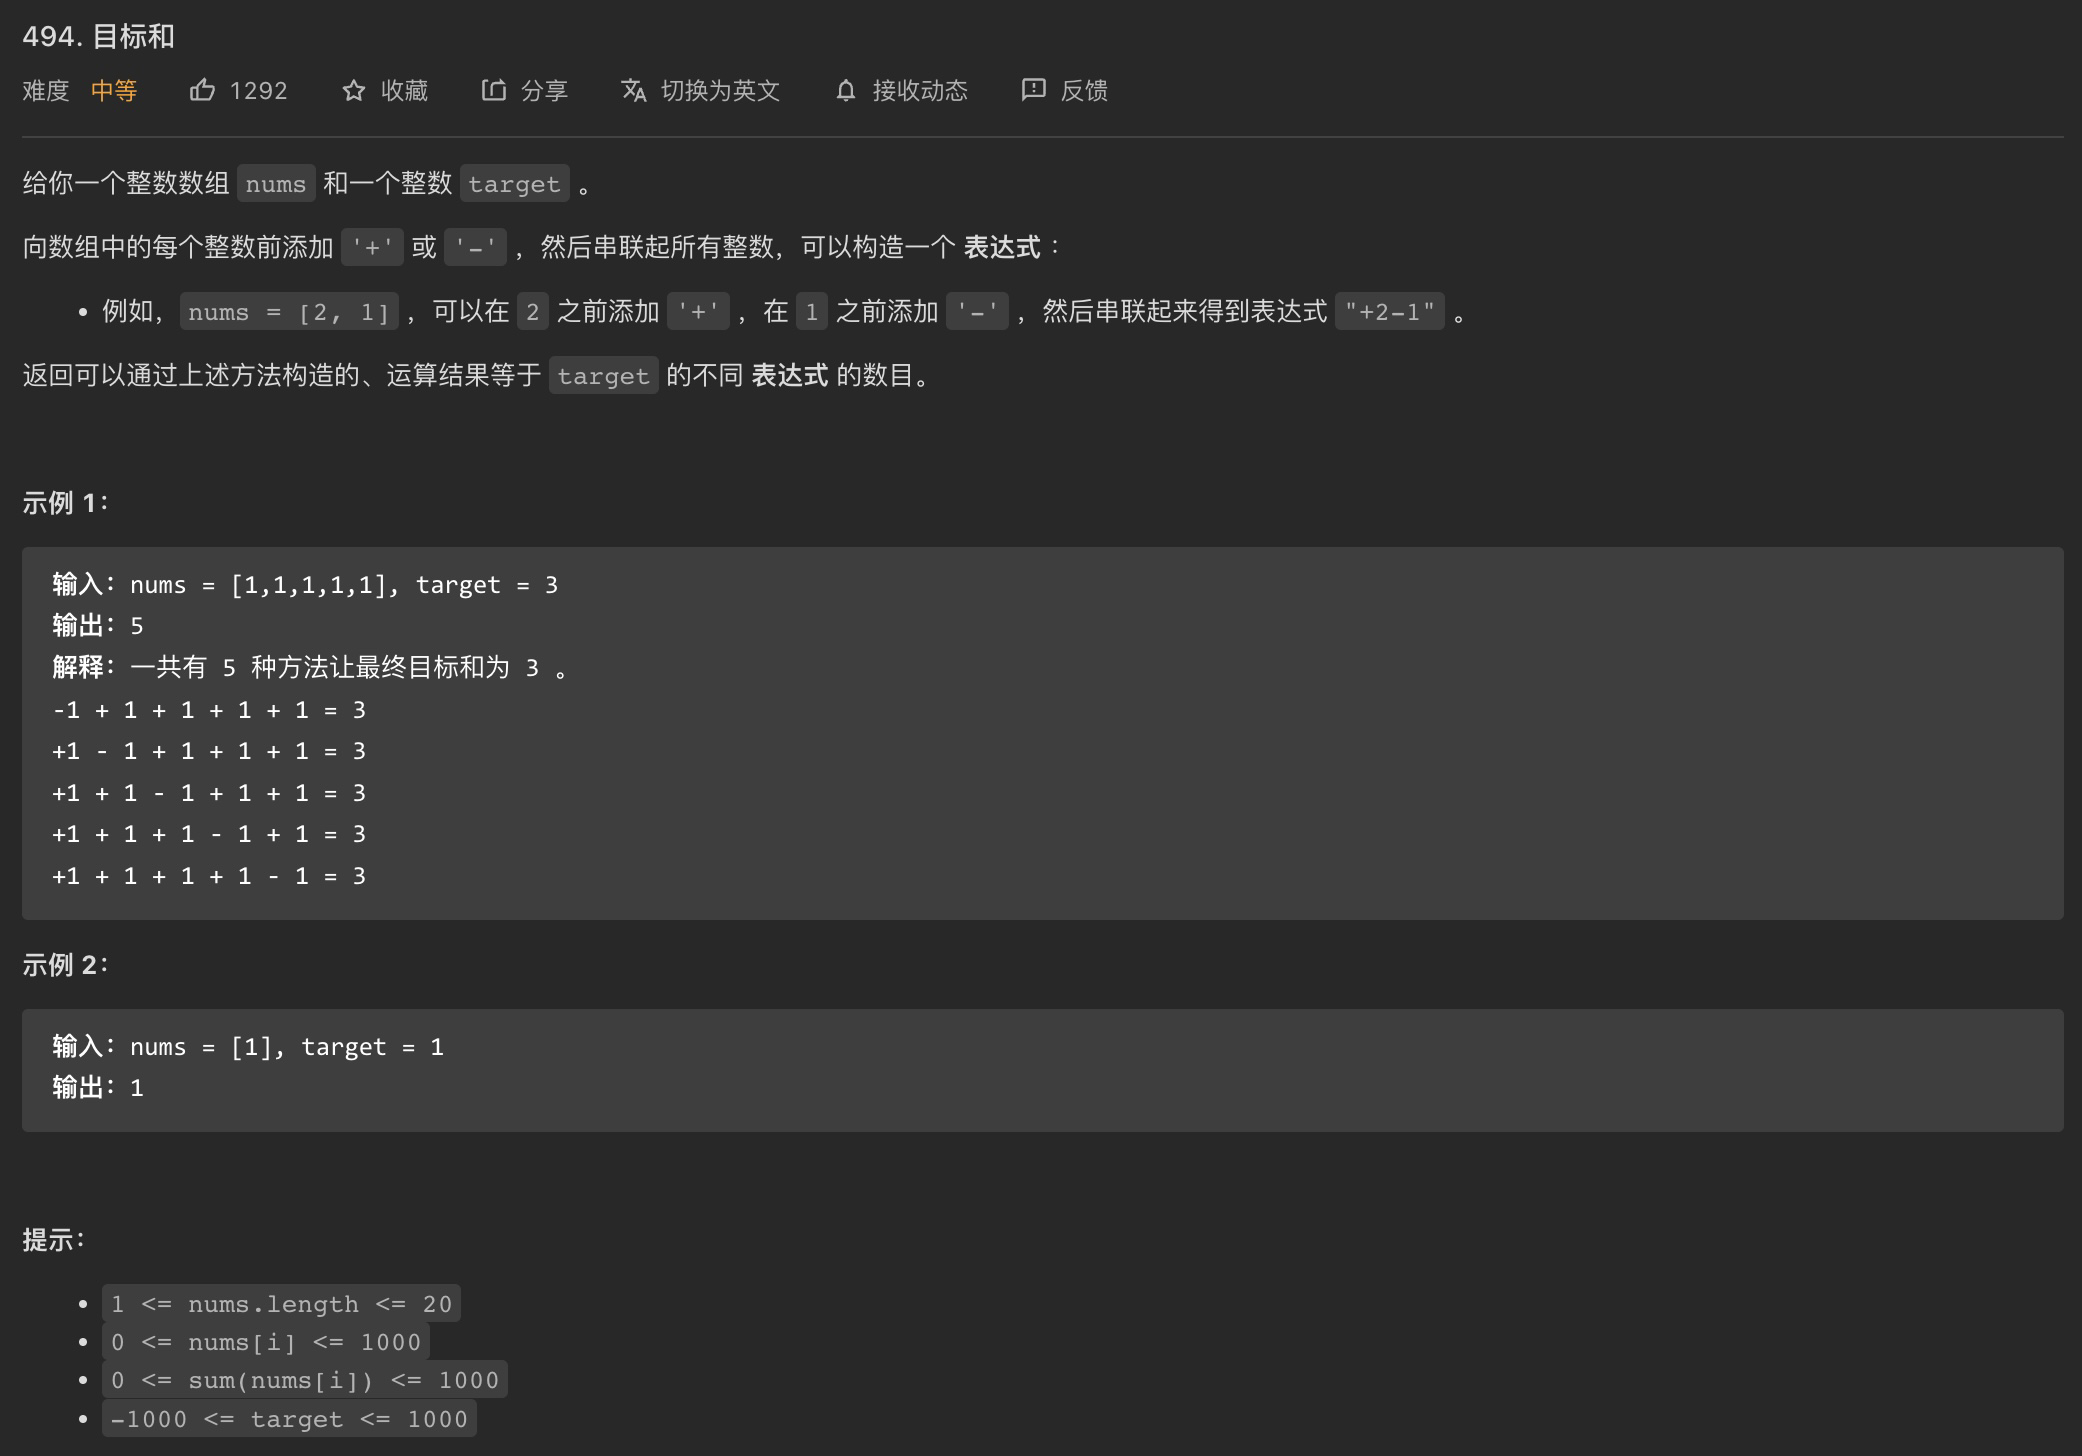 494. 目标和
难度 中等 1292 收藏 分享 切换为英文 接收动态 反馈
给你一个整数数组 nums 和一个整数 target 。
向数组中的每个整数前添加 '+' 或 '-' ，然后串联起所有整数，可以构造一个 表达式 ：
• 例如，nums = [2, 1] ，可以在 2 之前添加 '+' ，在 1 之前添加 '-' ，然后串联起来得到表达式 "+2-1" 。
返回可以通过上述方法构造的、运算结果等于 target 的不同 表达式 的数目。
示例 1：
输入：nums = [1,1,1,1,1], target = 3
输出：5
解释：一共有 5 种方法让最终目标和为 3 。
-1 + 1 + 1 + 1 + 1 = 3
+1 - 1 + 1 + 1 + 1 = 3
+1 + 1 - 1 + 1 + 1 = 3
+1 + 1 + 1 - 1 + 1 = 3
+1 + 1 + 1 + 1 - 1 = 3
示例 2：
输入：nums = [1], target = 1
输出：1
提示：
• 1 <= nums.length <= 20
• 0 <= nums[i] <= 1000
• 0 <= sum(nums[i]) <= 1000
• -1000 <= target <= 1000